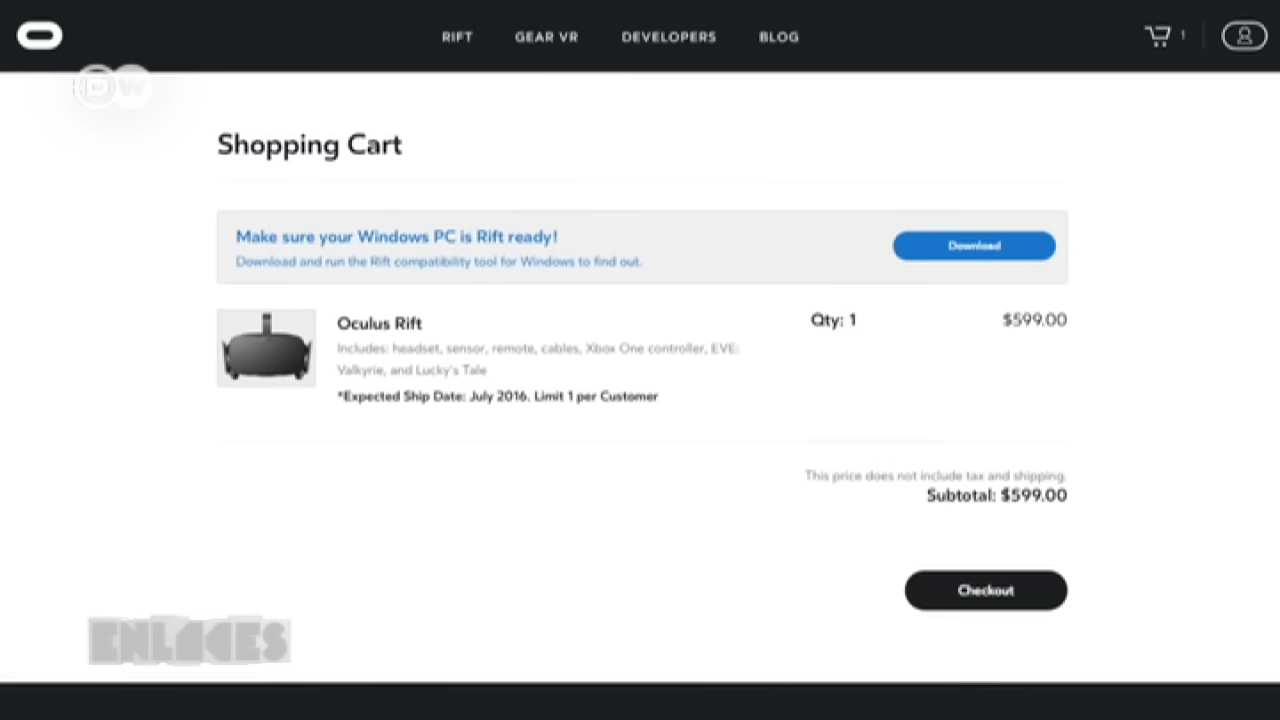 RIFT GEAR VR DEVELOPERS BLOG 1
DW
Shopping Cart
Make sure your Windows PC is Rift ready!
Download and run the Rift compatibility tool for Windows to find out.
Download
Oculus Rift
Qty: 1
$599.00
Includes: headset, sensor, remote, cables, Xbox One controller, EVE:
Valkyrie, and Lucky's Tale
*Expected Ship Date: July 2016. Limit 1 per Customer
This price does not include tax and shipping.
Subtotal: $599.00
Checkout
ENLACES